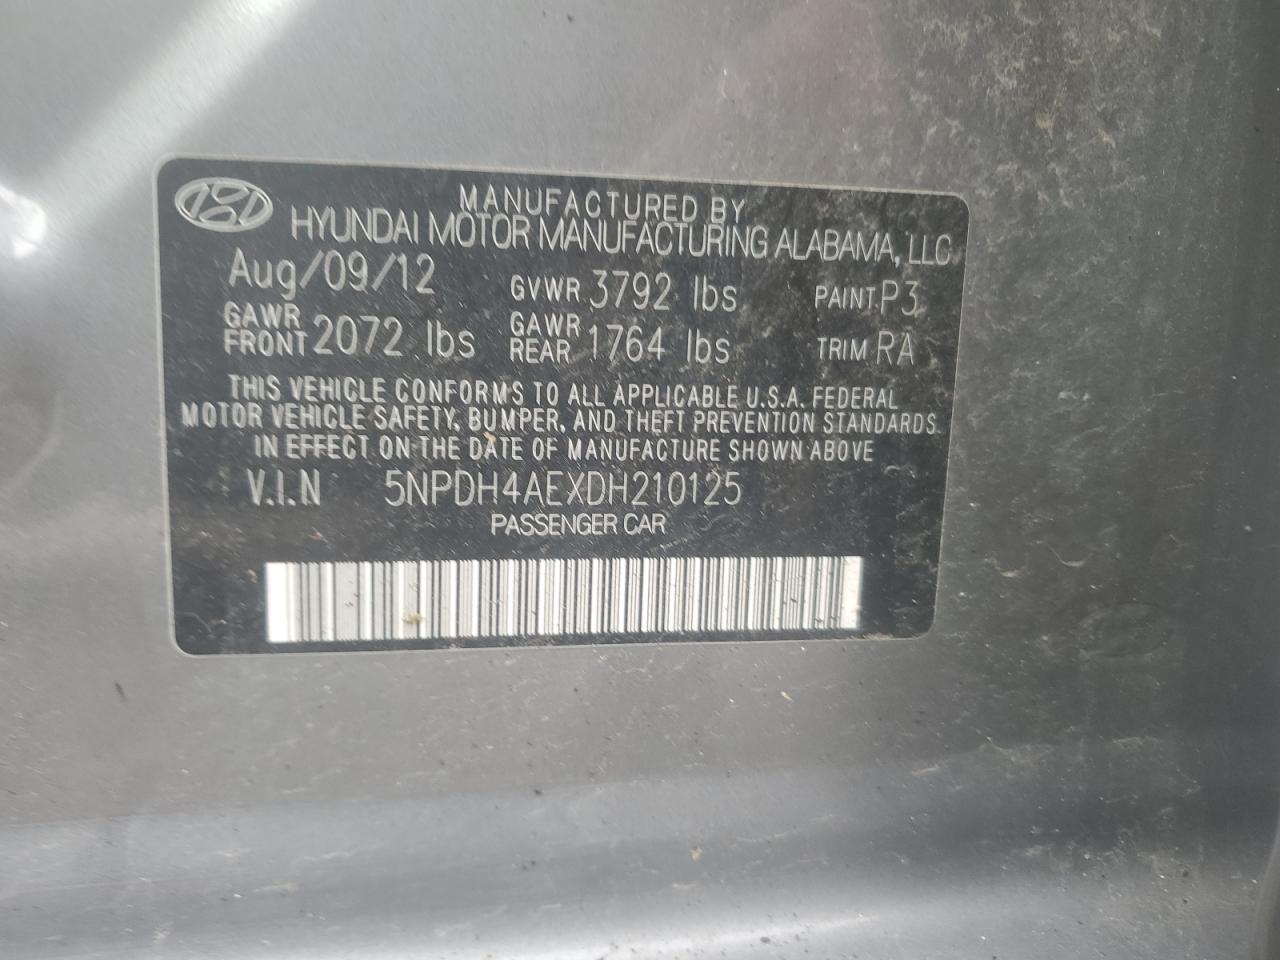 MANUFACTURED BY
HYUNDAI MOTOR MANUFACTURING ALABAMA, LLC
Aug/09/12 GVWR 3792 lbs PAINT:P3
GAWR FRONT 2072 lbs GAWR REAR 1764 lbs TRIM RA
THIS VEHICLE CONFORMS TO ALL APPLICABLE U.S.A. FEDERAL
MOTOR VEHICLE SAFETY, BUMPER, AND THEFT PREVENTION STANDARDS
IN EFFECT ON THE DATE OF MANUFACTURE SHOWN ABOVE
V.I.N 5NPDH4AEXDH210125
PASSENGER CAR